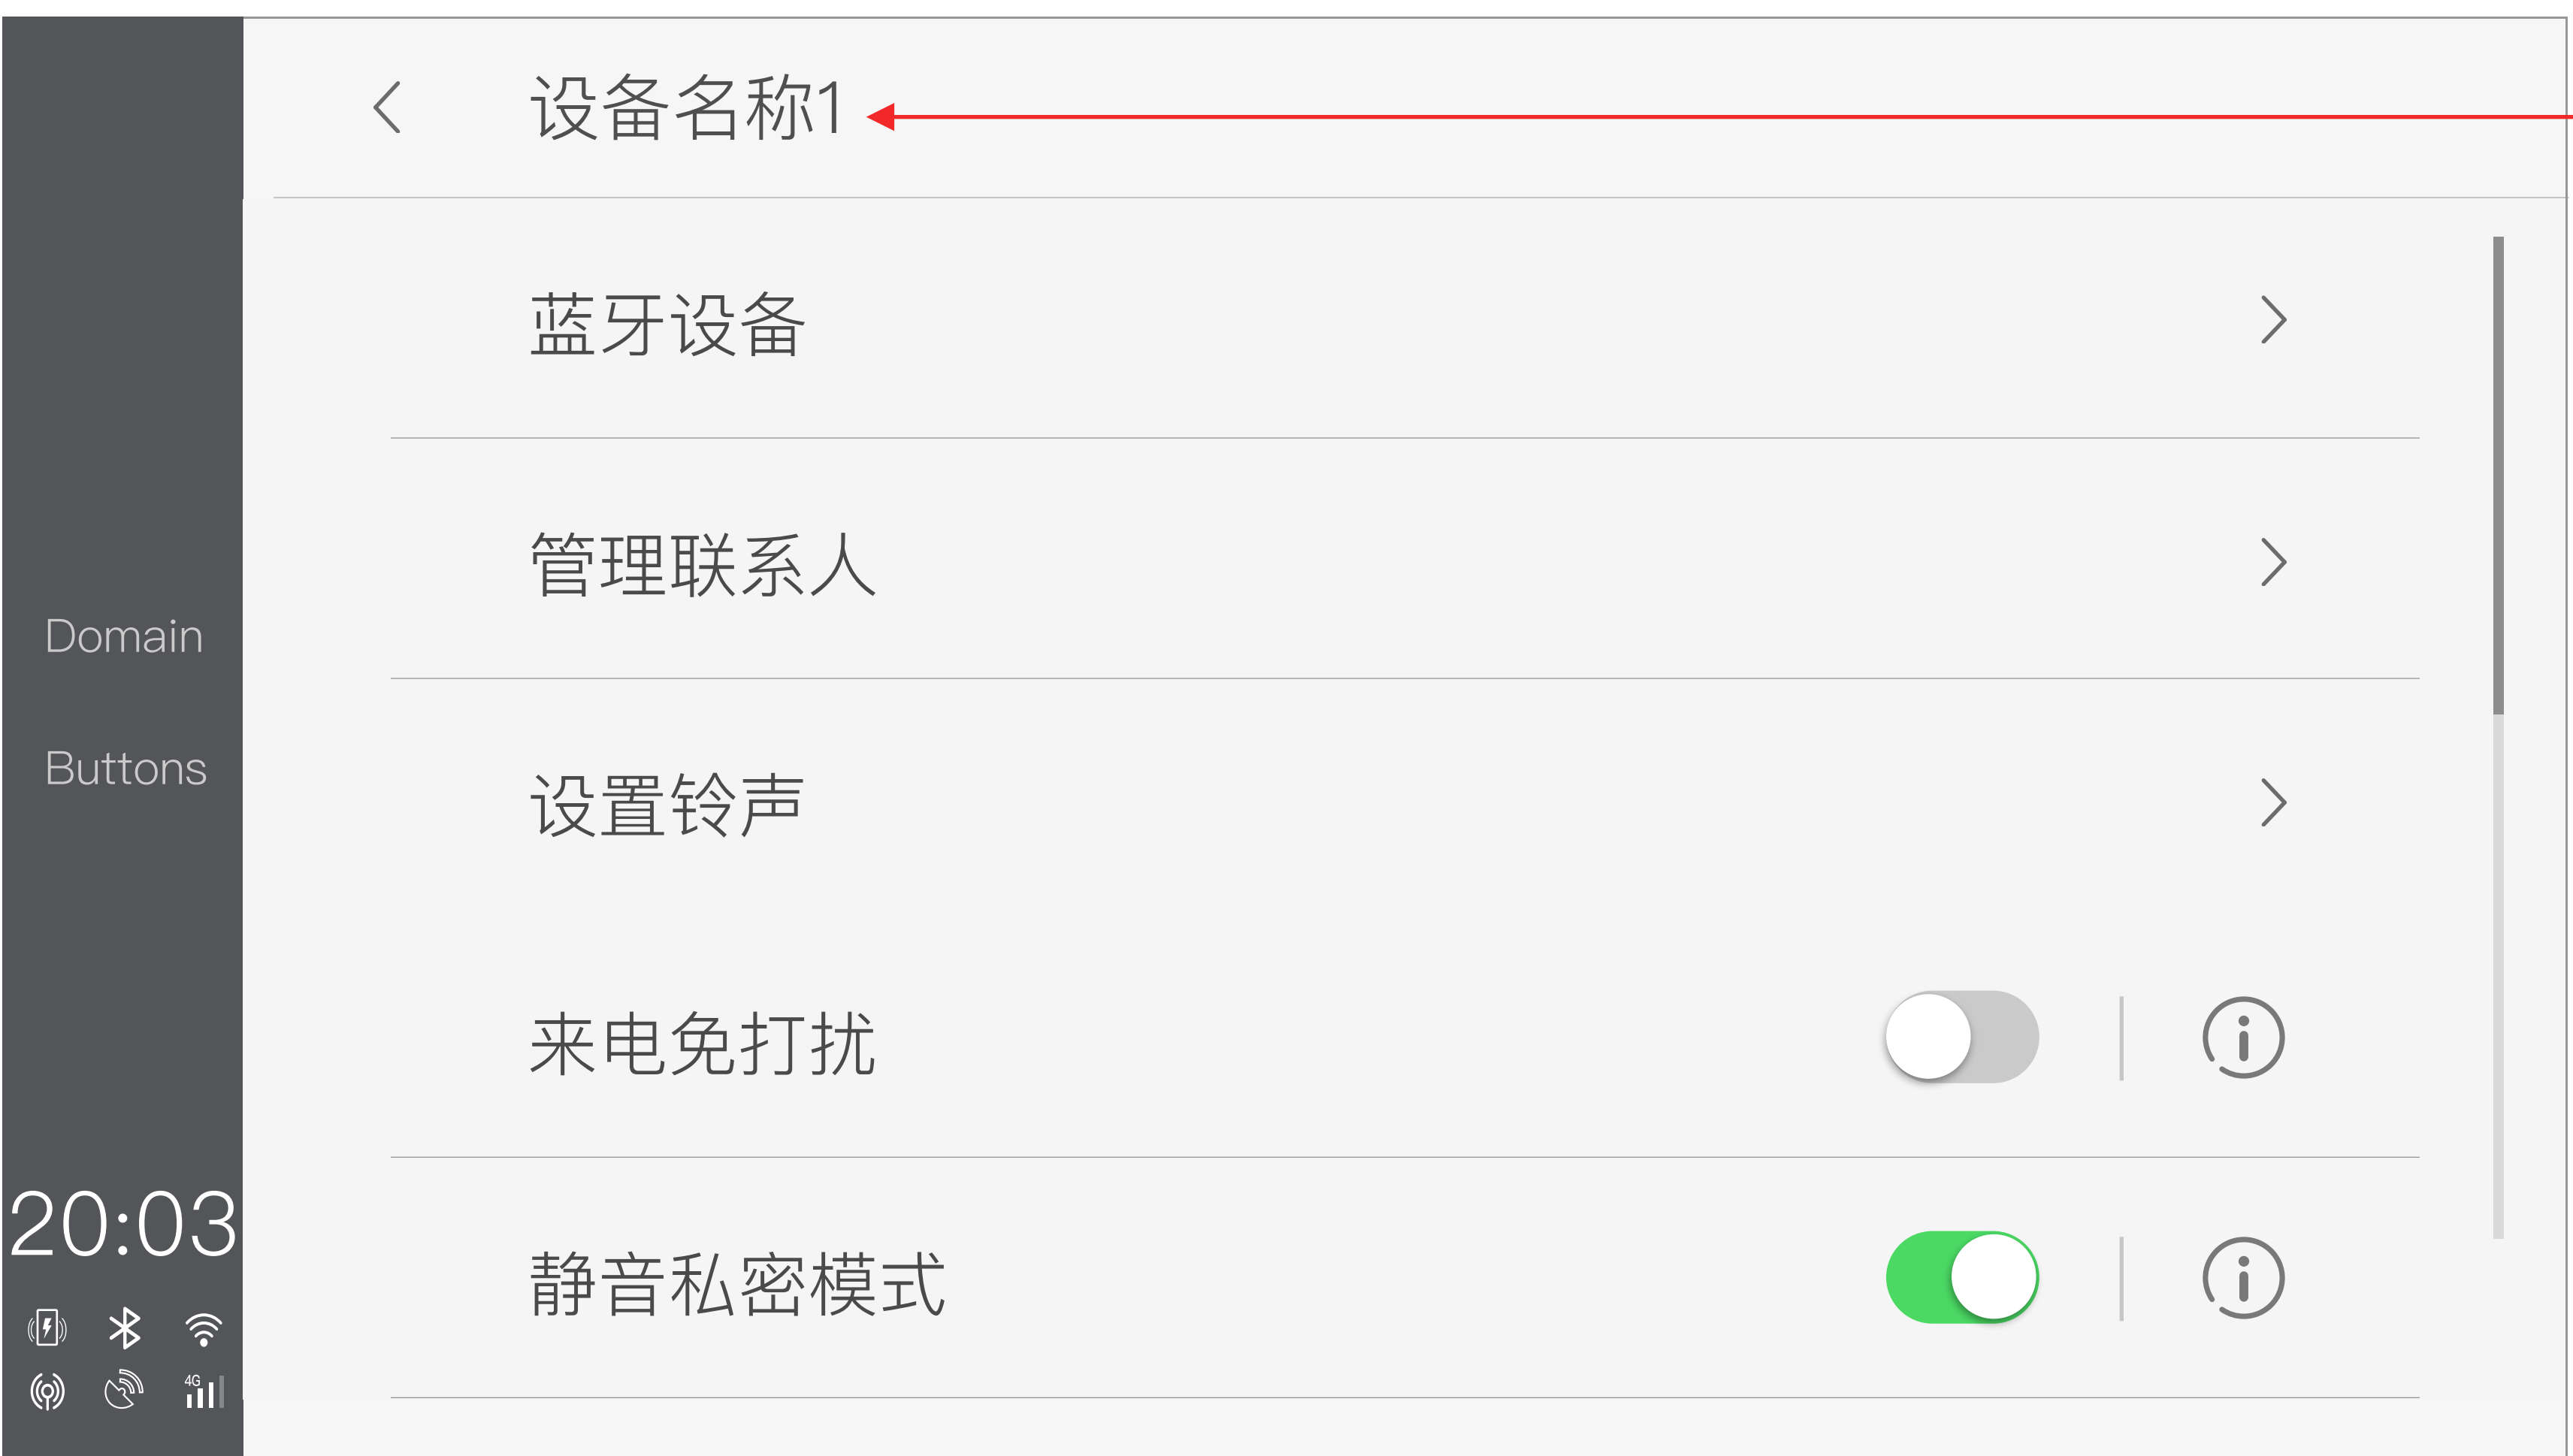 设备名称1
蓝牙设备
管理联系人
设置铃声
来电免打扰
静音私密模式
Domain
Buttons
20:03
4G